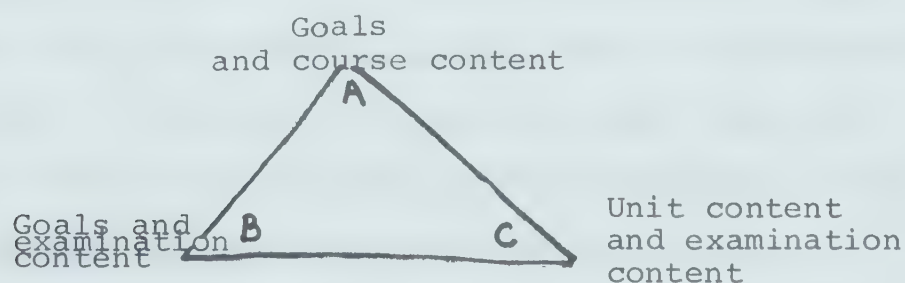 Goals
and course content
A
Goals and
examination
content
B
C
Unit content
and examination
content